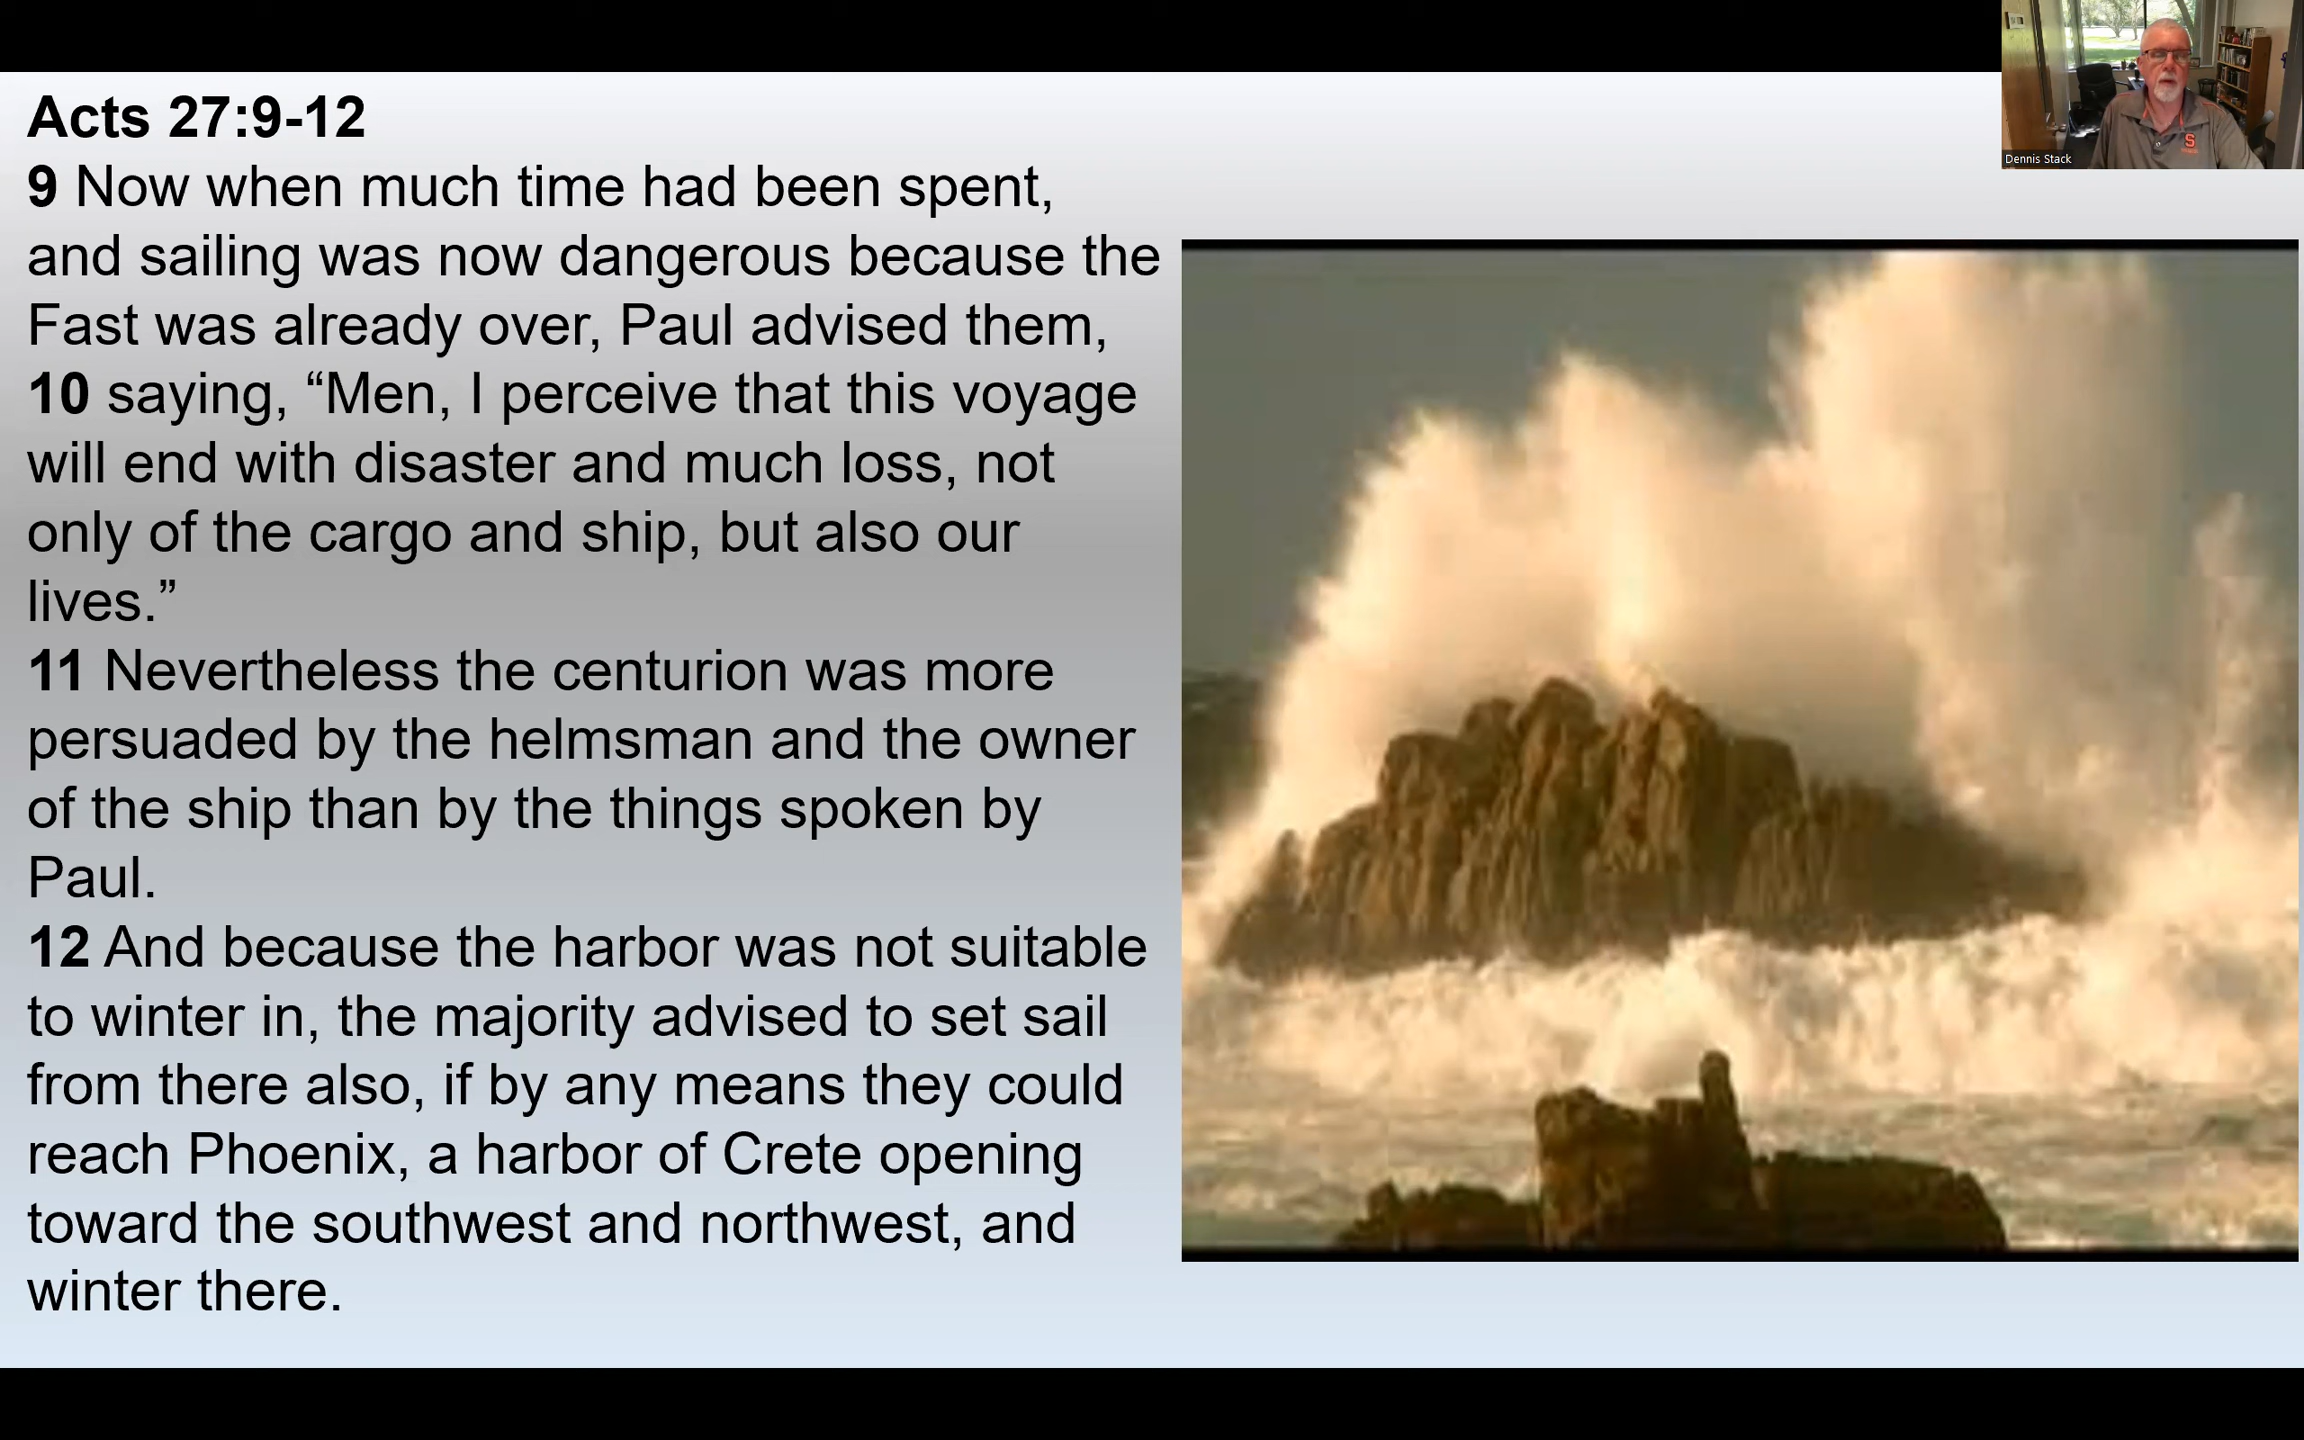 Acts 27:9-12
9 Now when much time had been spent,
and sailing was now dangerous because the
Fast was already over, Paul advised them,
10 saying, “Men, I perceive that this voyage
will end with disaster and much loss, not
only of the cargo and ship, but also our
lives.”
11 Nevertheless the centurion was more
persuaded by the helmsman and the owner
of the ship than by the things spoken by
Paul.
12 And because the harbor was not suitable
to winter in, the majority advised to set sail
from there also, if by any means they could
reach Phoenix, a harbor of Crete opening
toward the southwest and northwest, and
winter there.
Dennis Stack
S